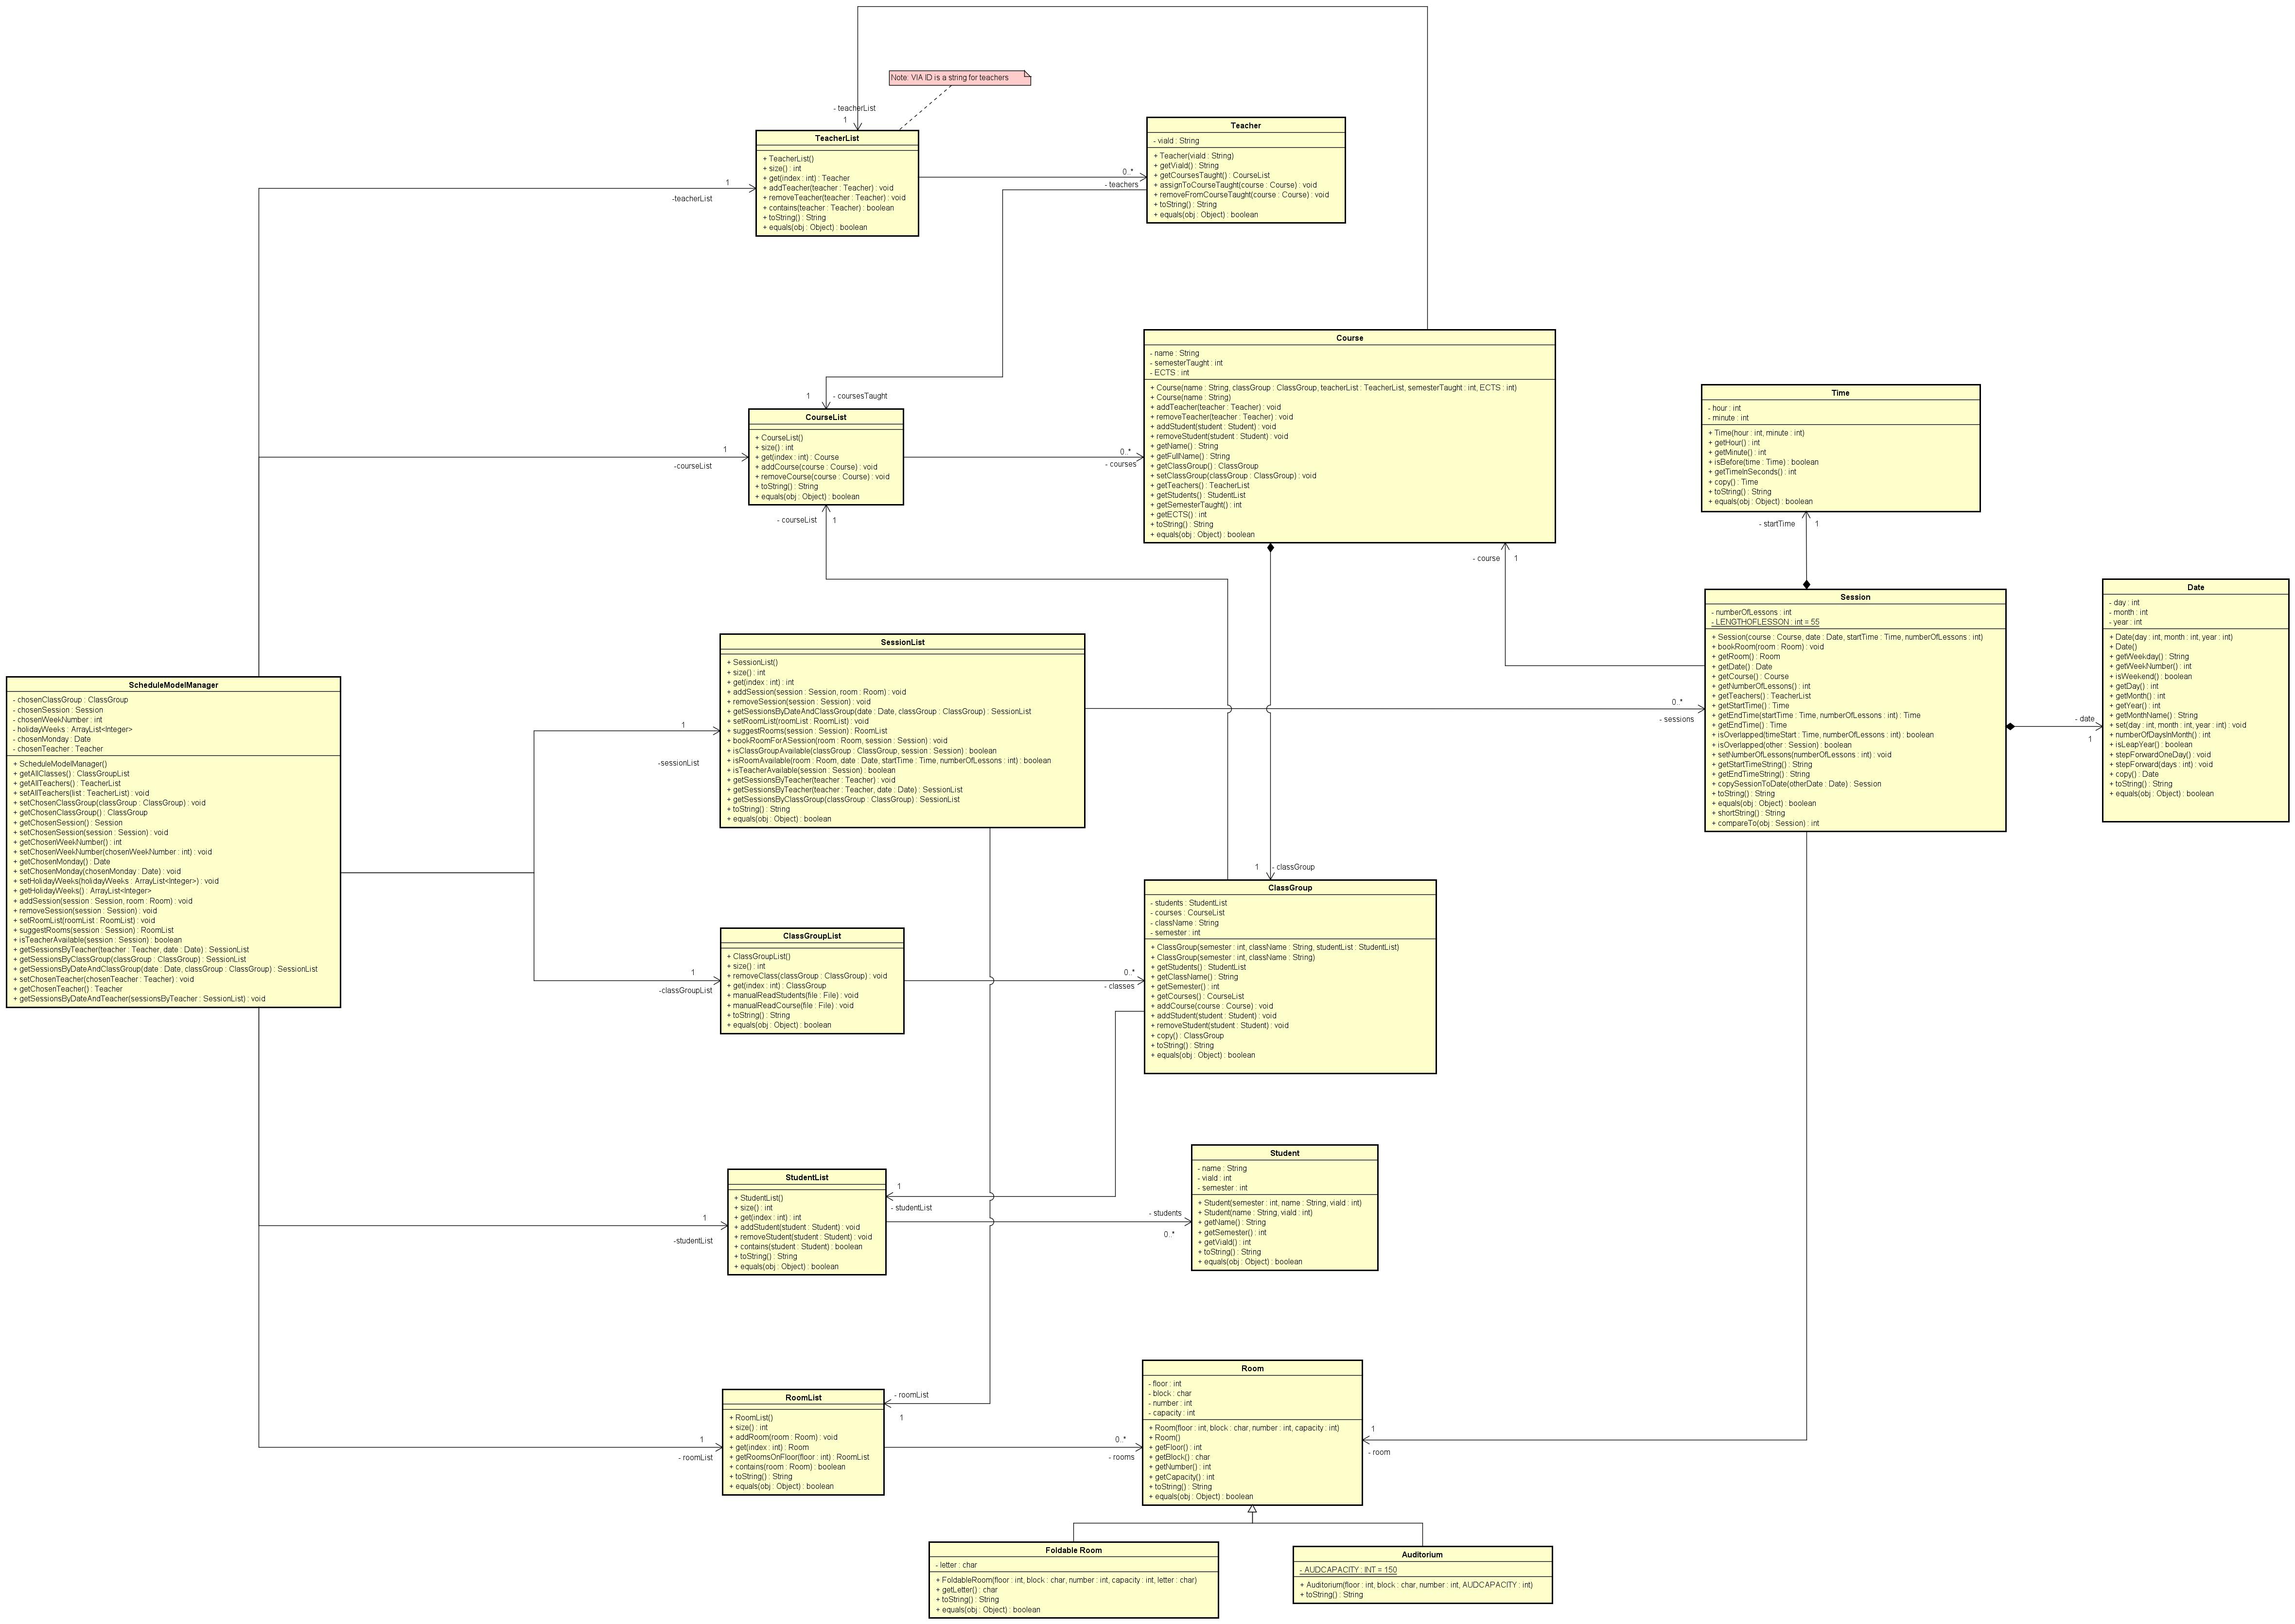 Note: VIA ID is a string for teachers
- teacherList
1
TeacherList
+ TeacherList()
+ size() : int
+ get(index : int) : Teacher
+ addTeacher(teacher : Teacher) : void
+ removeTeacher(teacher : Teacher) : void
+ contains(teacher : Teacher) : boolean
+ toString() : String
+ equals(obj : Object) : boolean
1
-teacherList
0..*
- teachers
Teacher
- viaId : String
+ Teacher(viaId : String)
+ getViaId() : String
+ getCoursesTaught() : CourseList
+ assignToCourseTaught(course : Course) : void
+ removeFromCourseTaught(course : Course) : void
+ toString() : String
+ equals(obj : Object) : boolean
Course
- name : String
- semesterTaught : int
- ECTS : int
+ Course(name : String, classGroup : ClassGroup, teacherList : TeacherList, semesterTaught : int, ECTS : int)
+ Course(name : String)
+ addTeacher(teacher : Teacher) : void
+ removeTeacher(teacher : Teacher) : void
+ addStudent(student : Student) : void
+ removeStudent(student : Student) : void
+ getName() : String
+ getFullName() : String
+ getClassGroup() : ClassGroup
+ setClassGroup(classGroup : ClassGroup) : void
+ getTeachers() : TeacherList
+ getStudents() : StudentList
+ getSemesterTaught() : int
+ getECTS() : int
+ toString() : String
+ equals(obj : Object) : boolean
1
- coursesTaught
CourseList
+ CourseList()
+ size() : int
+ get(index : int) : Course
+ addCourse(course : Course) : void
+ removeCourse(course : Course) : void
+ toString() : String
+ equals(obj : Object) : boolean
1
-courseList
0..*
- courses
- courseList
1
Time
- hour : int
- minute : int
+ Time(hour : int, minute : int)
+ getHour() : int
+ getMinute() : int
+ isBefore(time : Time) : boolean
+ getTimeInSeconds() : int
+ copy() : Time
+ toString() : String
+ equals(obj : Object) : boolean
- startTime
1
- course
1
Session
- numberOfLessons : int
- LENGTHOFLESSON : int = 55
+ Session(course : Course, date : Date, startTime : Time, numberOfLessons : int)
+ bookRoom(room : Room) : void
+ getRoom() : Room
+ getDate() : Date
+ getCourse() : Course
+ getNumberOfLessons() : int
+ getTeachers() : TeacherList
+ getStartTime() : Time
+ getEndTime(startTime : Time, numberOfLessons : int) : Time
+ getEndTime() : Time
+ isOverlapped(timeStart : Time, numberOfLessons : int) : boolean
+ isOverlapped(other : Session) : boolean
+ setNumberOfLessons(numberOfLessons : int) : void
+ getStartTimeString() : String
+ getEndTimeString() : String
+ copySessionToDate(otherDate : Date) : Session
+ toString() : String
+ equals(obj : Object) : boolean
+ shortString() : String
+ compareTo(obj : Session) : int
- date
1
Date
- day : int
- month : int
- year : int
+ Date(day : int, month : int, year : int)
+ Date()
+ getWeekday() : String
+ getWeekNumber() : int
+ isWeekend() : boolean
+ getDay() : int
+ getMonth() : int
+ getYear() : int
+ getMonthName() : String
+ set(day : int, month : int, year : int) : void
+ numberOfDaysInMonth() : int
+ isLeapYear() : boolean
+ stepForwardOneDay() : void
+ stepForward(days : int) : void
+ copy() : Date
+ toString() : String
+ equals(obj : Object) : boolean
ScheduleModelManager
- chosenClassGroup : ClassGroup
- chosenSession : Session
- chosenWeekNumber : int
- holidayWeeks : ArrayList<Integer>
- chosenMonday : Date
- chosenTeacher : Teacher
+ ScheduleModelManager()
+ getAllClasses() : ClassGroupList
+ getAllTeachers() : TeacherList
+ setAllTeachers(list : TeacherList) : void
+ setChosenClassGroup(classGroup : ClassGroup) : void
+ getChosenClassGroup() : ClassGroup
+ getChosenSession() : Session
+ setChosenSession(session : Session) : void
+ getChosenWeekNumber() : int
+ setChosenWeekNumber(chosenWeekNumber : int) : void
+ getChosenMonday() : Date
+ setChosenMonday(chosenMonday : Date) : void
+ setHolidayWeeks(holidayWeeks : ArrayList<Integer>) : void
+ getHolidayWeeks() : ArrayList<Integer>
+ addSession(session : Session, room : Room) : void
+ removeSession(session : Session) : void
+ setRoomList(roomList : RoomList) : void
+ suggestRooms(session : Session) : RoomList
+ isTeacherAvailable(session : Session) : boolean
+ getSessionsByTeacher(teacher : Teacher, date : Date) : SessionList
+ getSessionsByClassGroup(classGroup : ClassGroup) : SessionList
+ getSessionsByDateAndClassGroup(date : Date, classGroup : ClassGroup) : SessionList
+ setChosenTeacher(chosenTeacher : Teacher) : void
+ getChosenTeacher() : Teacher
+ getSessionsByDateAndTeacher(sessionsByTeacher : SessionList) : void
SessionList
+ SessionList()
+ size() : int
+ get(index : int) : int
+ addSession(session : Session, room : Room) : void
+ removeSession(session : Session) : void
+ getSessionsByDateAndClassGroup(date : Date, classGroup : ClassGroup) : SessionList
+ setRoomList(roomList : RoomList) : void
+ suggestRooms(session : Session) : RoomList
+ bookRoomForASession(room : Room, session : Session) : void
+ isClassGroupAvailable(classGroup : ClassGroup, session : Session) : boolean
+ isRoomAvailable(room : Room, date : Date, startTime : Time, numberOfLessons : int) : boolean
+ isTeacherAvailable(session : Session) : boolean
+ getSessionsByTeacher(teacher : Teacher) : void
+ getSessionsByTeacher(teacher : Teacher, date : Date) : SessionList
+ getSessionsByClassGroup(classGroup : ClassGroup) : SessionList
+ toString() : String
+ equals(obj : Object) : boolean
1
-sessionList
0..*
- sessions
1
- classGroup
ClassGroup
- students : StudentList
- courses : CourseList
- className : String
- semester : int
+ ClassGroup(semester : int, className : String, studentList : StudentList)
+ ClassGroup(semester : int, className : String)
+ getStudents() : StudentList
+ getClassName() : String
+ getSemester() : int
+ getCourses() : CourseList
+ addCourse(course : Course) : void
+ addStudent(student : Student) : void
+ removeStudent(student : Student) : void
+ copy() : ClassGroup
+ toString() : String
+ equals(obj : Object) : boolean
ClassGroupList
+ ClassGroupList()
+ size() : int
+ removeClass(classGroup : ClassGroup) : void
+ get(index : int) : ClassGroup
+ manualReadStudents(file : File) : void
+ manualReadCourse(file : File) : void
+ toString() : String
+ equals(obj : Object) : boolean
1
-classGroupList
0..*
- classes
StudentList
+ StudentList()
+ size() : int
+ get(index : int) : int
+ addStudent(student : Student) : void
+ removeStudent(student : Student) : void
+ contains(student : Student) : boolean
+ toString() : String
+ equals(obj : Object) : boolean
1
-studentList
1
- studentList
- students
0..*
Student
- name : String
- viaId : int
- semester : int
+ Student(semester : int, name : String, viaId : int)
+ Student(name : String, viaId : int)
+ getName() : String
+ getSemester() : int
+ getViaId() : int
+ toString() : String
+ equals(obj : Object) : boolean
RoomList
+ RoomList()
+ size() : int
+ addRoom(room : Room) : void
+ get(index : int) : Room
+ getRoomsOnFloor(floor : int) : RoomList
+ contains(room : Room) : boolean
+ toString() : String
+ equals(obj : Object) : boolean
1
- roomList
- roomList
1
0..*
- rooms
Room
- floor : int
- block : char
- number : int
- capacity : int
+ Room(floor : int, block : char, number : int, capacity : int)
+ Room()
+ getFloor() : int
+ getBlock() : char
+ getNumber() : int
+ getCapacity() : int
+ toString() : String
+ equals(obj : Object) : boolean
1
- room
Foldable Room
- letter : char
+ FoldableRoom(floor : int, block : char, number : int, capacity : int, letter : char)
+ getLetter() : char
+ toString() : String
+ equals(obj : Object) : boolean
Auditorium
- AUDCAPACITY : INT = 150
+ Auditorium(floor : int, block : char, number : int, AUDCAPACITY : int)
+ toString() : String